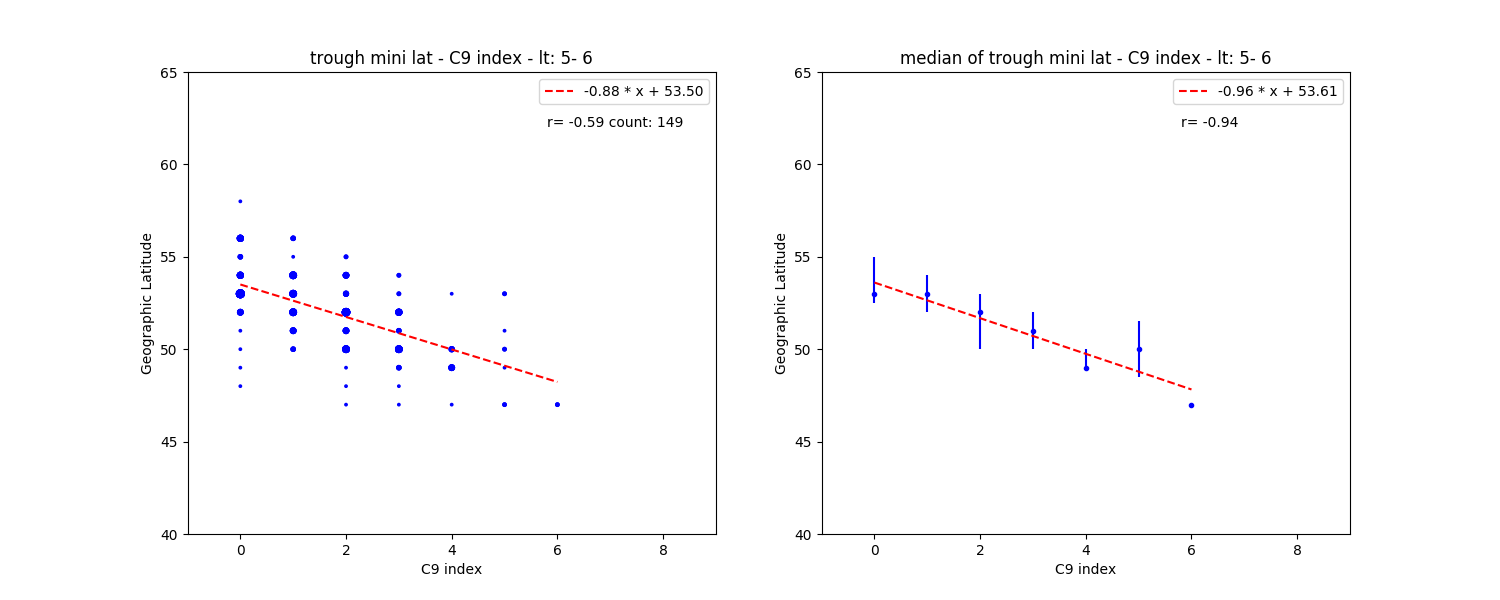 trough mini lat - C9 index - lt: 5- 6
-0.88 * x + 53.50
r= -0.59 count: 149
65
60
55
50
45
40
Geographic Latitude
0 2 4 6 8
C9 index
median of trough mini lat - C9 index - lt: 5- 6
-0.96 * x + 53.61
r= -0.94
65
60
55
50
45
40
Geographic Latitude
0 2 4 6 8
C9 index